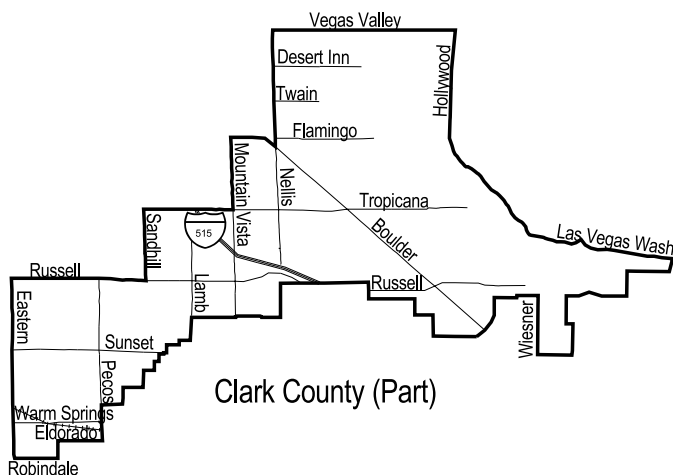 Vegas Valley
Desert Inn
Hollywood
Twain
Flamingo
Mountain Vista
Nellis
Tropicana
Sandhill
515
Boulder
Las Vegas Wash
Russell
Lamb
Russell
Eastern
Wiesner
Sunset
Pecos
Clark County (Part)
Warm Springs
Eldorado
Robindale